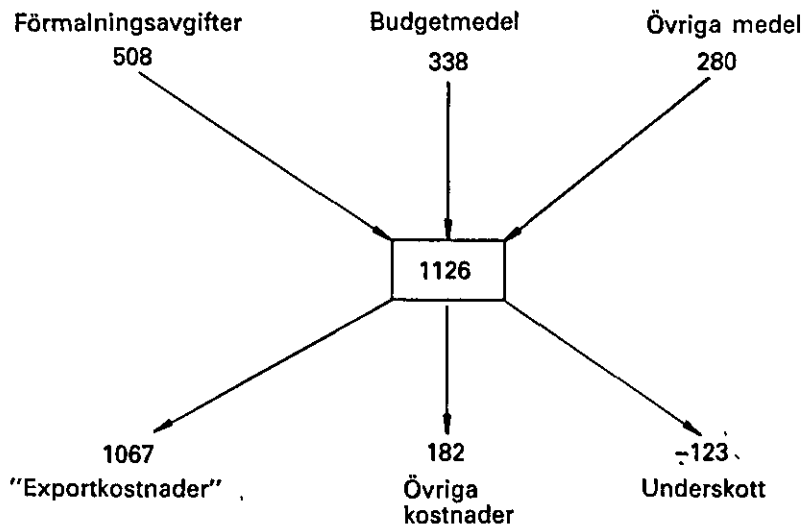 Förmalningsavgifter
508
Budgetmedel
338
Övriga medel
280
1126
1067
"Exportkostnader"
182
Övriga
kostnader
-123
Underskott